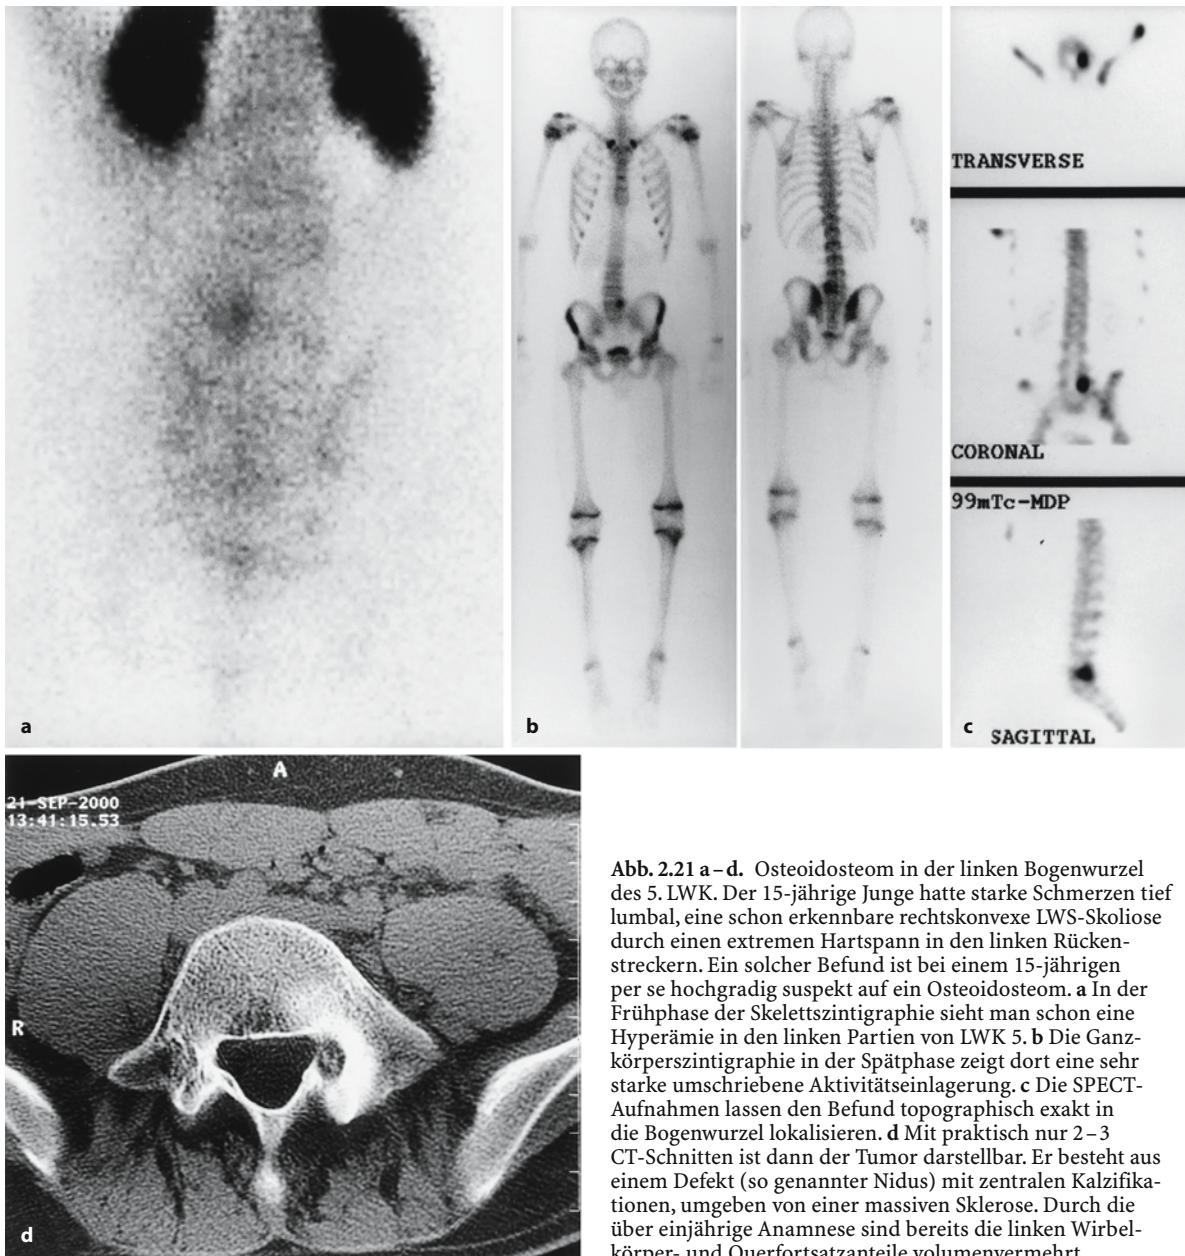 TRANSVERSE
CORONAL
99mTc-MDP
SAGITTAL
a
b
c
A
21-SEP-2000
13:41:15.53
R
d
Abb. 2.21 a – d. Osteoidosteom in der linken Bogenwurzel
des 5. LWK. Der 15-jährige Junge hatte starke Schmerzen tief
lumbal, eine schon erkennbare rechtskonvexe LWS-Skoliose
durch einen extremen Hartspann in den linken Rücken-
streckern. Ein solcher Befund ist bei einem 15-jährigen
per se hochgradig suspekt auf ein Osteoidosteom. a In der
Frühphase der Skelettszintigraphie sieht man schon eine
Hyperämie in den linken Partien von LWK 5. b Die Ganz-
körperszintigraphie in der Spätphase zeigt dort eine sehr
starke umschriebene Aktivitätseinlagerung. c Die SPECT-
Aufnahmen lassen den Befund topographisch exakt in
die Bogenwurzel lokalisieren. d Mit praktisch nur 2 – 3
CT-Schnitten ist dann der Tumor darstellbar. Er besteht aus
einem Defekt (so genannter Nidus) mit zentralen Kalzifika-
tionen, umgeben von einer massiven Sklerose. Durch die
über einjährige Anamnese sind bereits die linken Wirbel-
körper- und Querfortsatzanteile volumenvermehrt